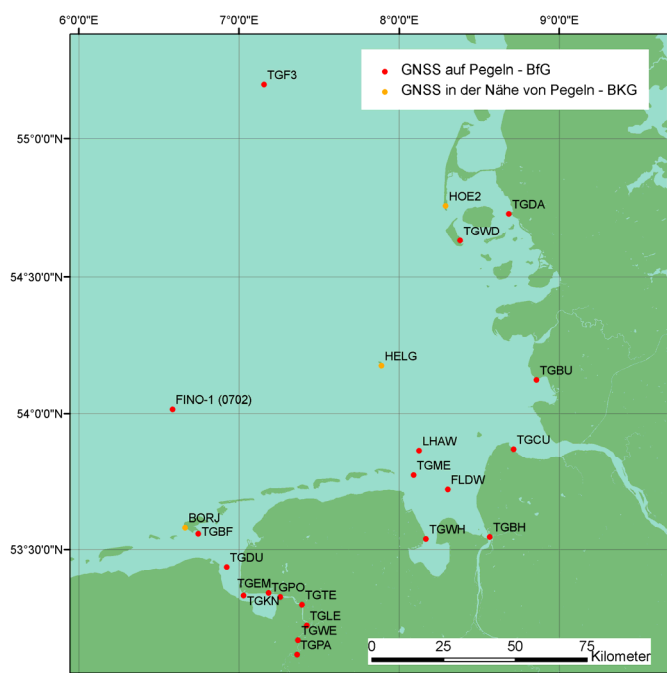 6°0'0"E 7°0'0"E 8°0'0"E 9°0'0"E
GNSS auf Pegeln - BfG
GNSS in der Nähe von Pegeln - BKG
TGF3
55°0'0"N
HOE2
TGDA
TGWD
54°30'0"N
HELG
TGBU
FINO-1 (0702)
54°0'0"N
LHAW
TGCU
TGME
FLDW
BORJ
TGBF
TGWH
TGBH
53°30'0"N
TGDU
TGEM
TGPO
TGKN
TGTE
TGLE
TGWE
TGPA
0 25 50 75
Kilometer